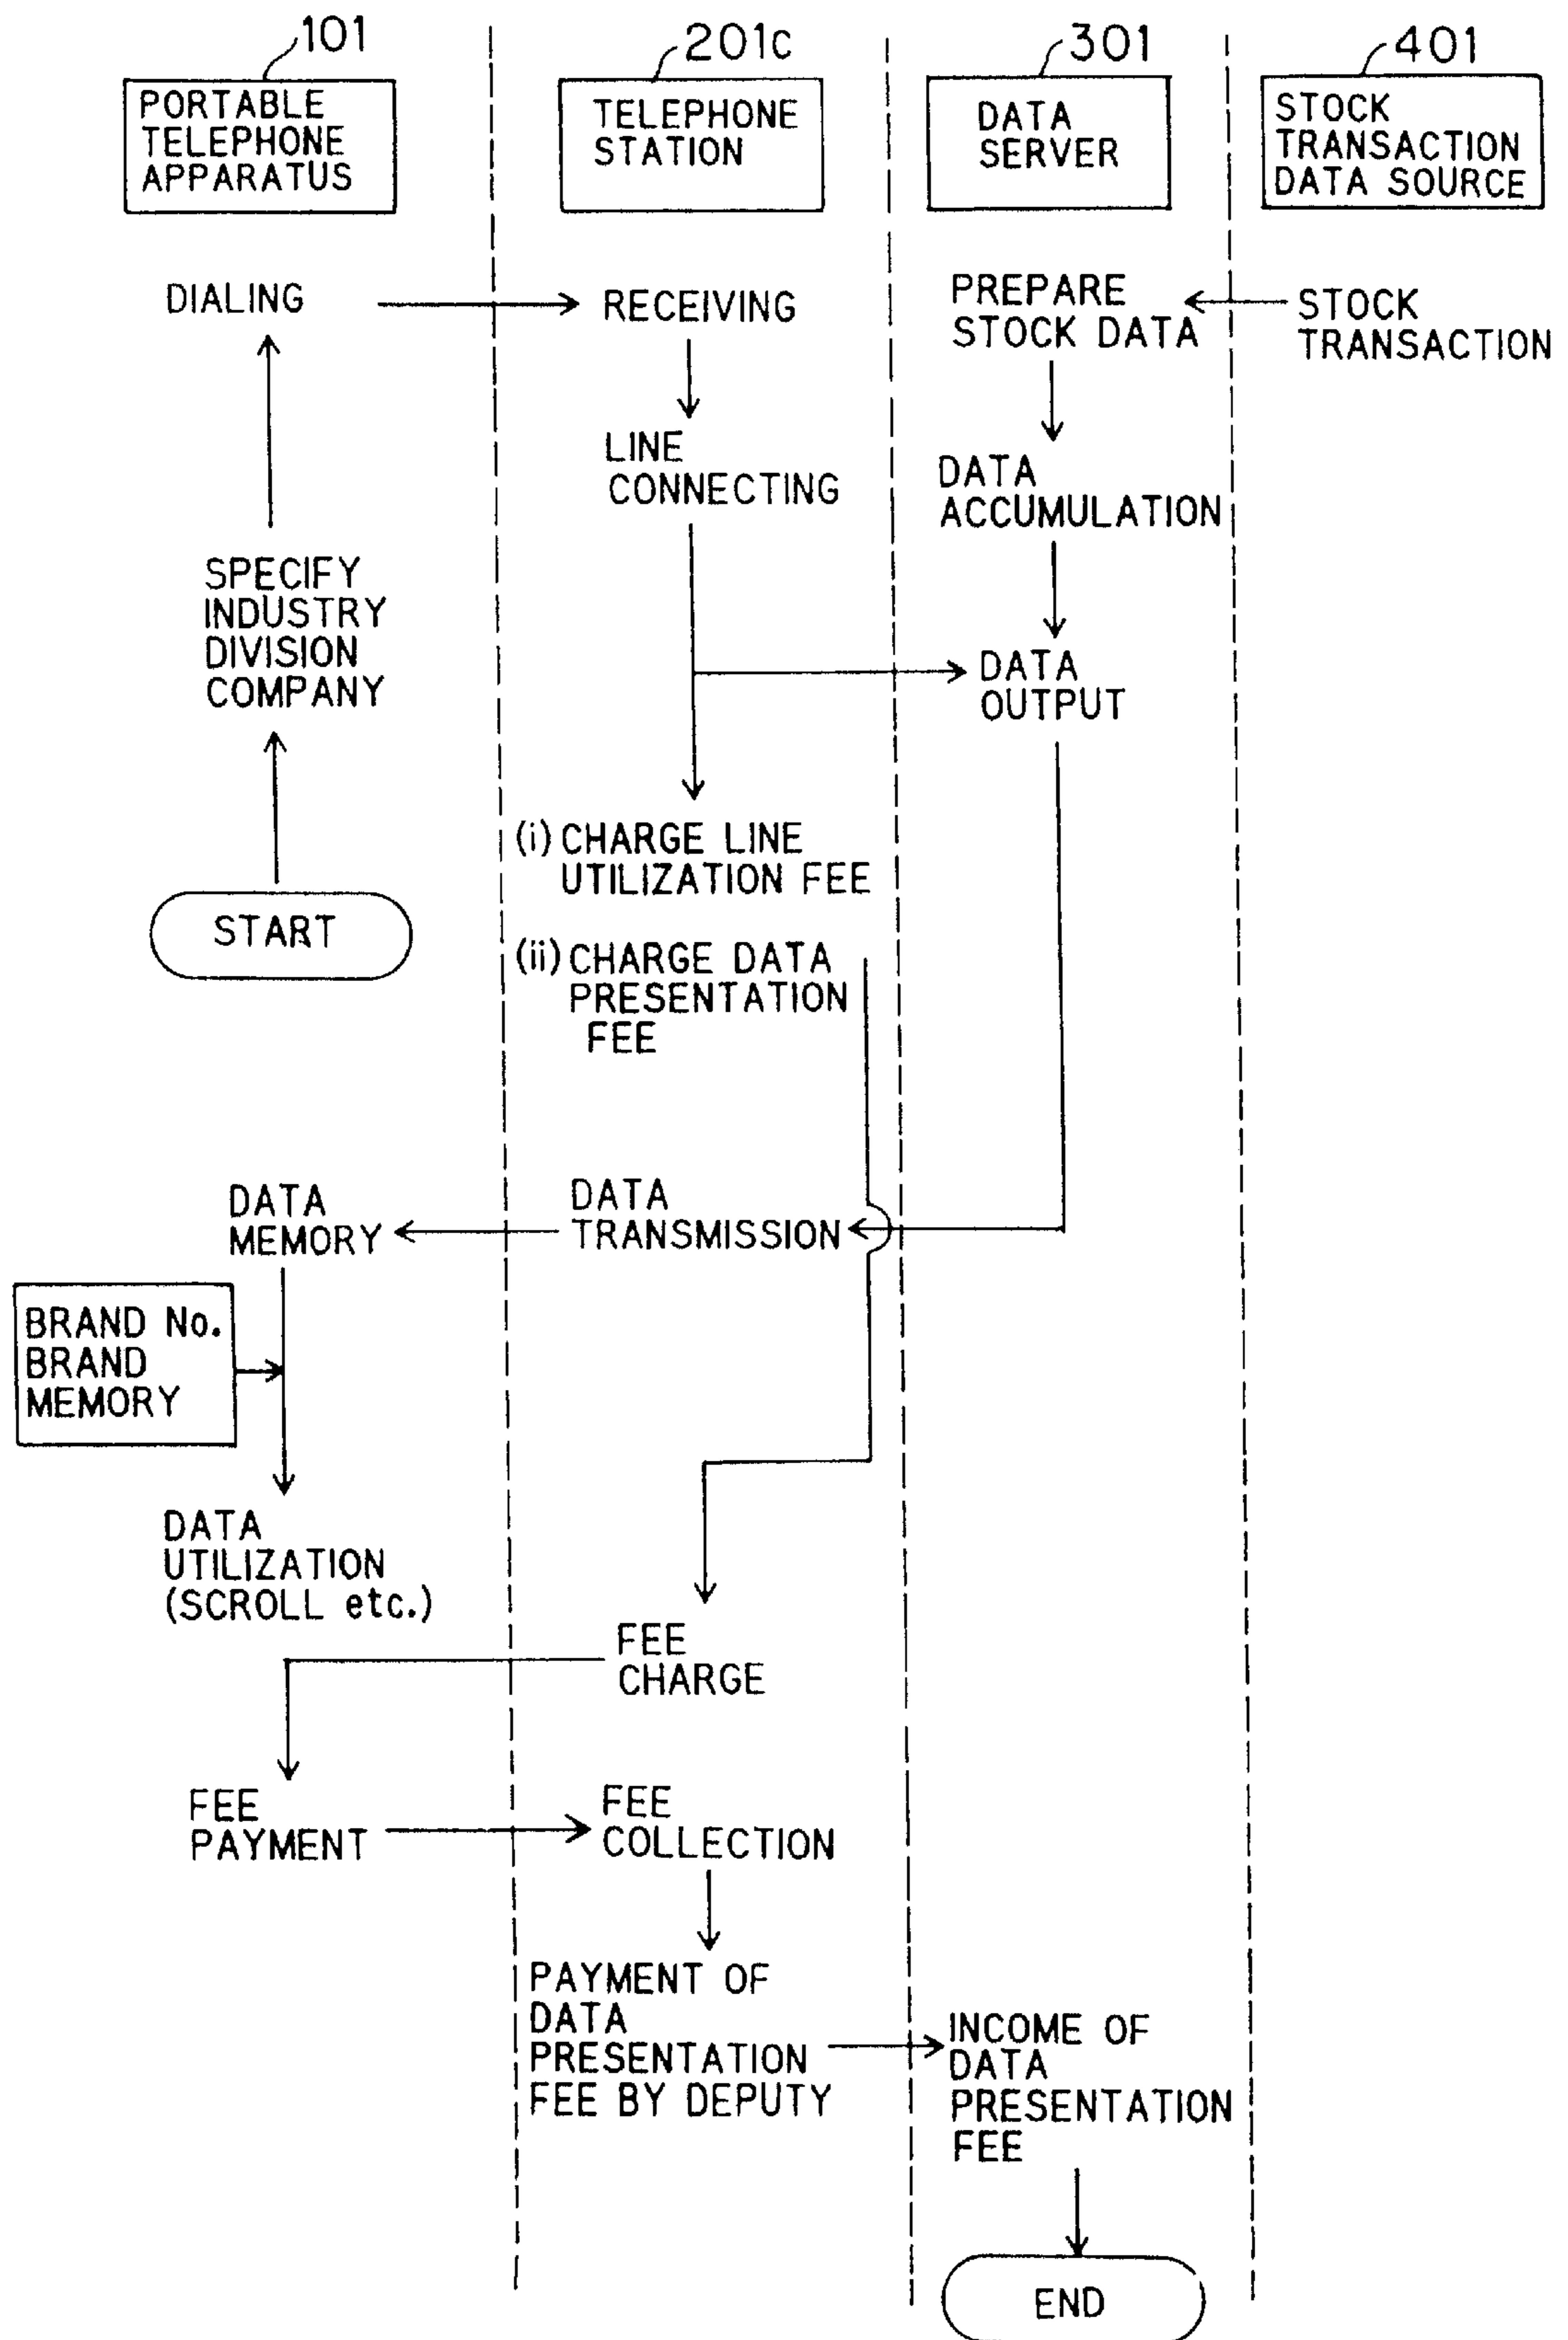 101
PORTABLE
TELEPHONE
APPARATUS
201c
TELEPHONE
STATION
301
DATA
SERVER
401
STOCK
TRANSACTION
DATA SOURCE
DIALING
RECEIVING
PREPARE
STOCK DATA
STOCK
TRANSACTION
LINE
CONNECTING
DATA
ACCUMULATION
SPECIFY
INDUSTRY
DIVISION
COMPANY
DATA
OUTPUT
START
(i) CHARGE LINE
UTILIZATION FEE
(ii) CHARGE DATA
PRESENTATION
FEE
DATA
MEMORY
DATA
TRANSMISSION
BRAND No.
BRAND
MEMORY
DATA
UTILIZATION
(SCROLL etc.)
FEE
CHARGE
FEE
PAYMENT
FEE
COLLECTION
PAYMENT OF
DATA
PRESENTATION
FEE BY DEPUTY
INCOME OF
DATA
PRESENTATION
FEE
END